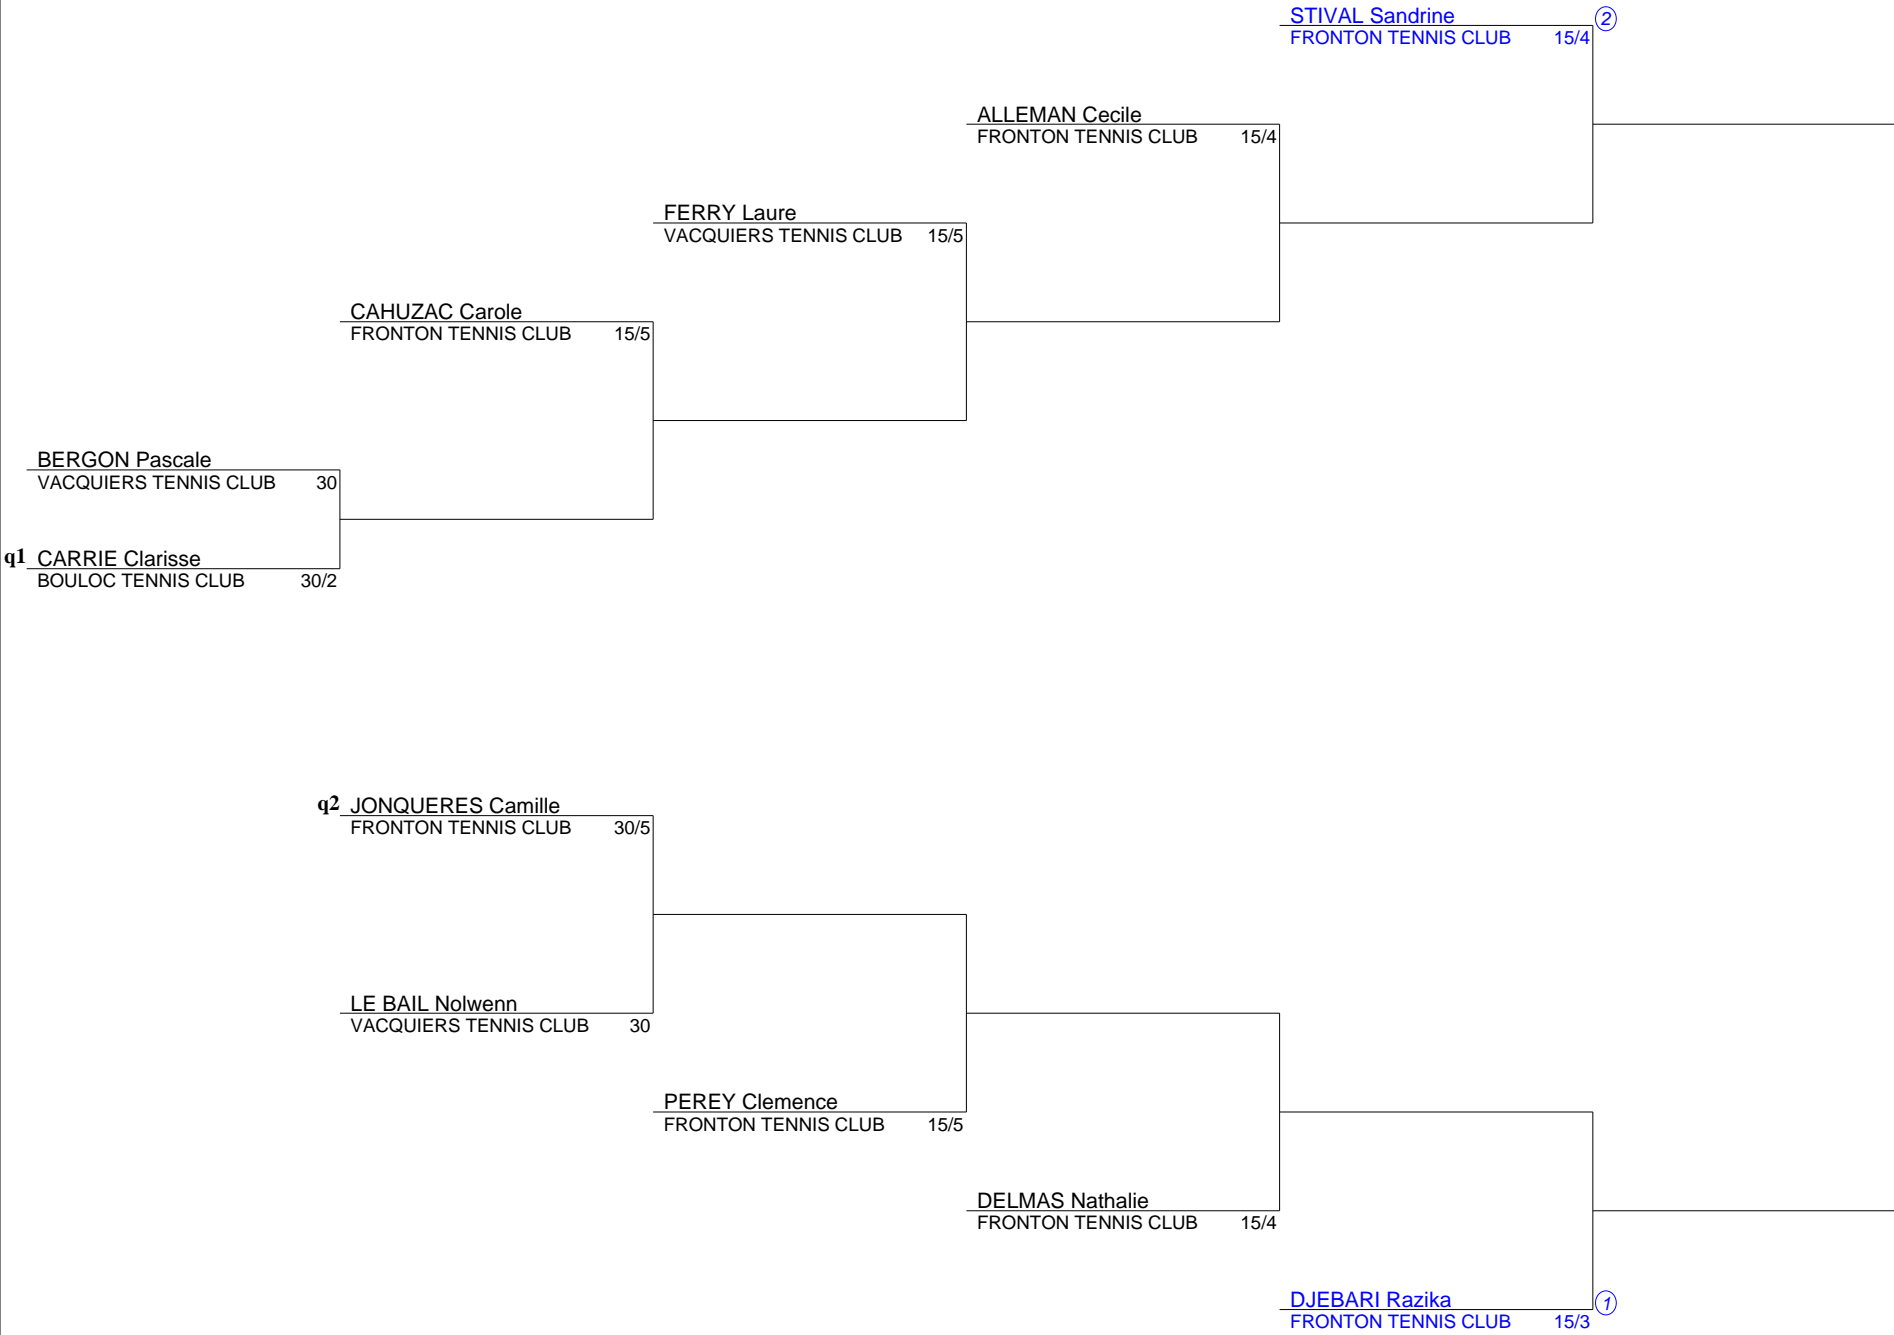 STIVAL Sandrine 2
FRONTON TENNIS CLUB 15/4
ALLEMAN Cecile
FRONTON TENNIS CLUB 15/4
FERRY Laure
VACQUIERS TENNIS CLUB 15/5
CAHUZAC Carole
FRONTON TENNIS CLUB 15/5
BERGON Pascale
VACQUIERS TENNIS CLUB 30
q1 CARRIE Clarisse
BOULOC TENNIS CLUB 30/2
q2 JONQUERES Camille
FRONTON TENNIS CLUB 30/5
LE BAIL Nolwenn
VACQUIERS TENNIS CLUB 30
PEREY Clemence
FRONTON TENNIS CLUB 15/5
DELMAS Nathalie
FRONTON TENNIS CLUB 15/4
DJEBARI Razika 1
FRONTON TENNIS CLUB 15/3